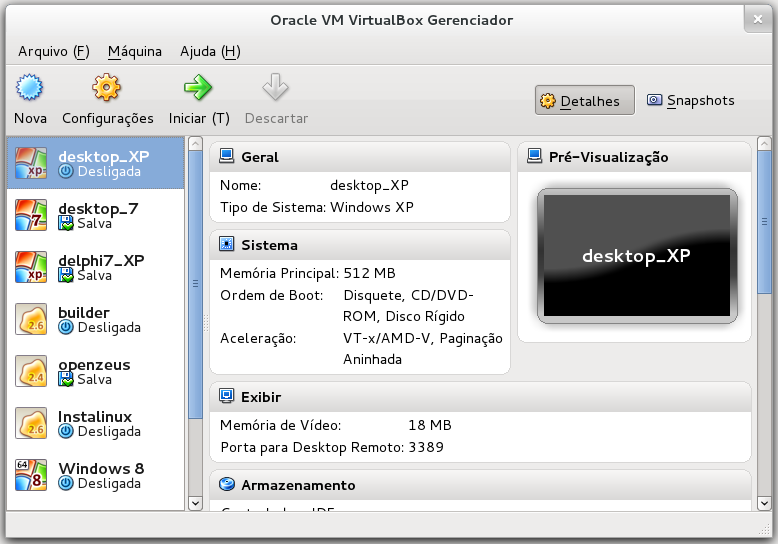 Oracle VM VirtualBox Gerenciador
Arquivo (F) Máquina Ajuda (H)
Nova Configurações Iniciar (T) Descartar
Detalhes Snapshots
desktop_XP
Desligada
desktop_7
Salva
delphi7_XP
Salva
builder
Desligada
openzeus
Salva
Instalinux
Desligada
Windows 8
Desligada
Geral
Nome: desktop_XP
Tipo de Sistema: Windows XP
Sistema
Memória Principal: 512 MB
Ordem de Boot: Disquete, CD/DVD-
ROM, Disco Rígido
Aceleração: VT-x/AMD-V, Paginação
Aninhada
Pré-Visualização
desktop_XP
Exibir
Memória de Vídeo: 18 MB
Porta para Desktop Remoto: 3389
Armazenamento